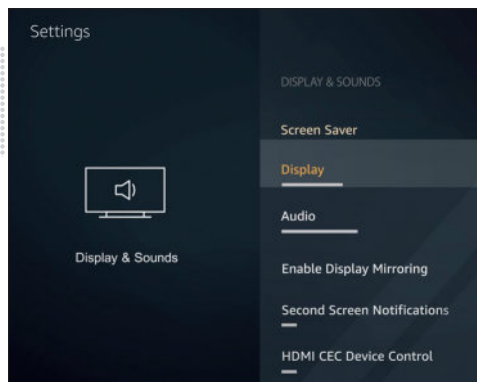 Settings
DISPLAY & SOUNDS
Screen Saver
Display
Audio
Display & Sounds
Enable Display Mirroring
Second Screen Notifications
HDMI CEC Device Control